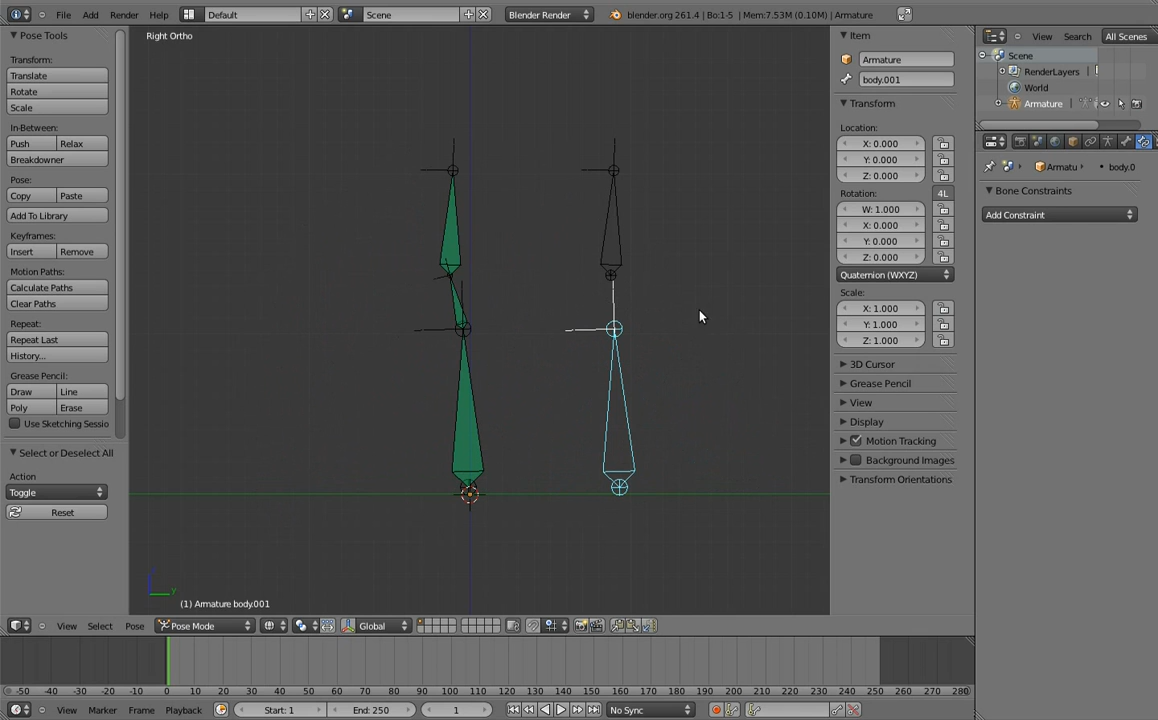 File Add Render Help Default Scene Blender Render blender.org 261.4 | Bo:1-5 | Mem:7.53M (0.10M) | Armature
Pose Tools
Transform:
Translate
Rotate
Scale
In-Between:
Push Relax
Breakdowner
Pose:
Copy Paste
Add To Library
Keyframes:
Insert Remove
Motion Paths:
Calculate Paths
Clear Paths
Repeat:
Repeat Last
History...
Grease Pencil:
Draw Line
Poly Erase
Use Sketching Sessio
Select or Deselect All
Action
Toggle
Reset
Right Ortho
y
(1) Armature body.001
View Select Pose Pose Mode Global
Item
Armature
body.001
Transform
Location:
X: 0.000
Y: 0.000
Z: 0.000
Rotation: 4L
W: 1.000
X: 0.000
Y: 0.000
Z: 0.000
Quaternion (WXYZ)
Scale:
X: 1.000
Y: 1.000
Z: 1.000
3D Cursor
Grease Pencil
View
Display
Motion Tracking
Background Images
Transform Orientations
View Search All Scenes
Scene
RenderLayers
World
Armature
Armatu body.0
Bone Constraints
Add Constraint
-50 -40 -30 -20 -10 0 10 20 30 40 50 60 70 80 90 100 110 120 130 140 150 160 170 180 190 200 210 220 230 240 250 260 270 280
View Marker Frame Playback Start: 1 End: 250 1 No Sync